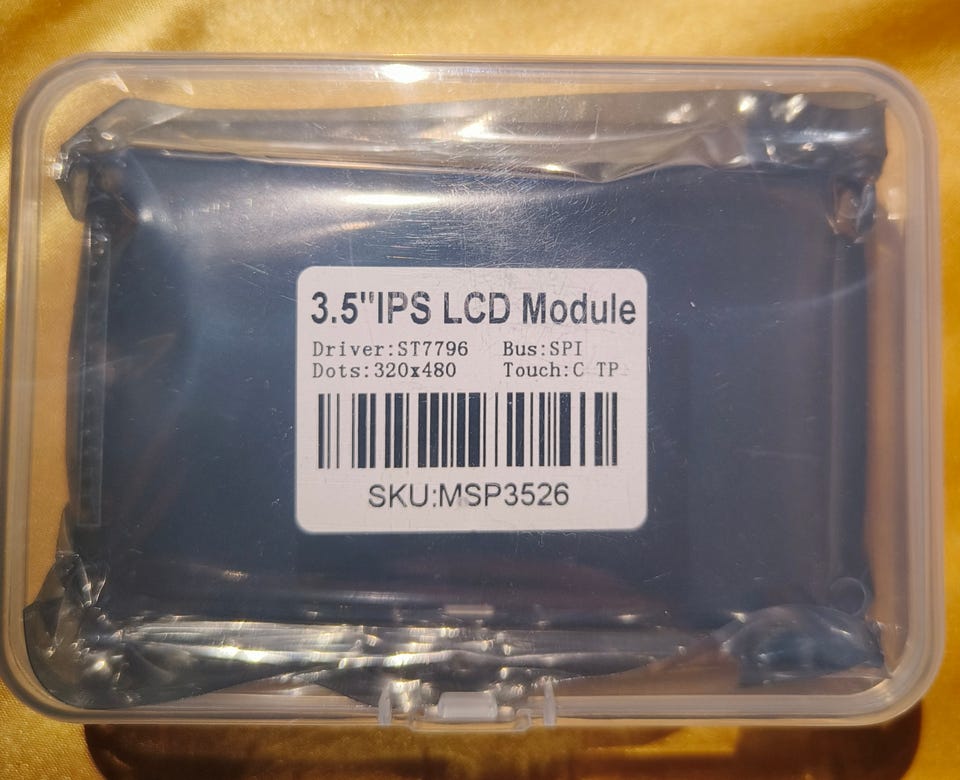 3.5"IPS LCD Module
Driver:ST7796 Bus:SPI
Dots:320x480 Touch:C TP
SKU:MSP3526